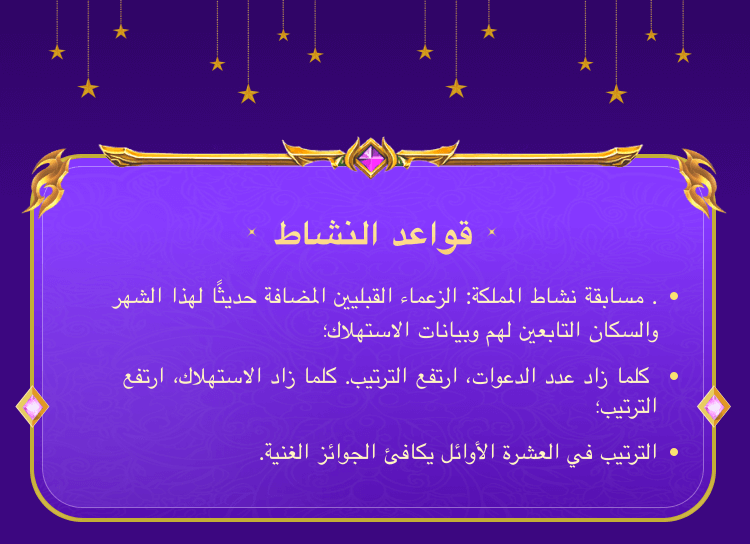 قواعد النشاط
. مسابقة نشاط المملكة: الزعماء القبليين المضافة حديثًا لهذا الشهر
والسكان التابعين لهم وبيانات الاستهلاك؛
كلما زاد عدد الدعوات، ارتفع الترتيب. كلما زاد الاستهلاك، ارتفع
الترتيب؛
الترتيب في العشرة الأوائل يكافئ الجوائز الغنية.